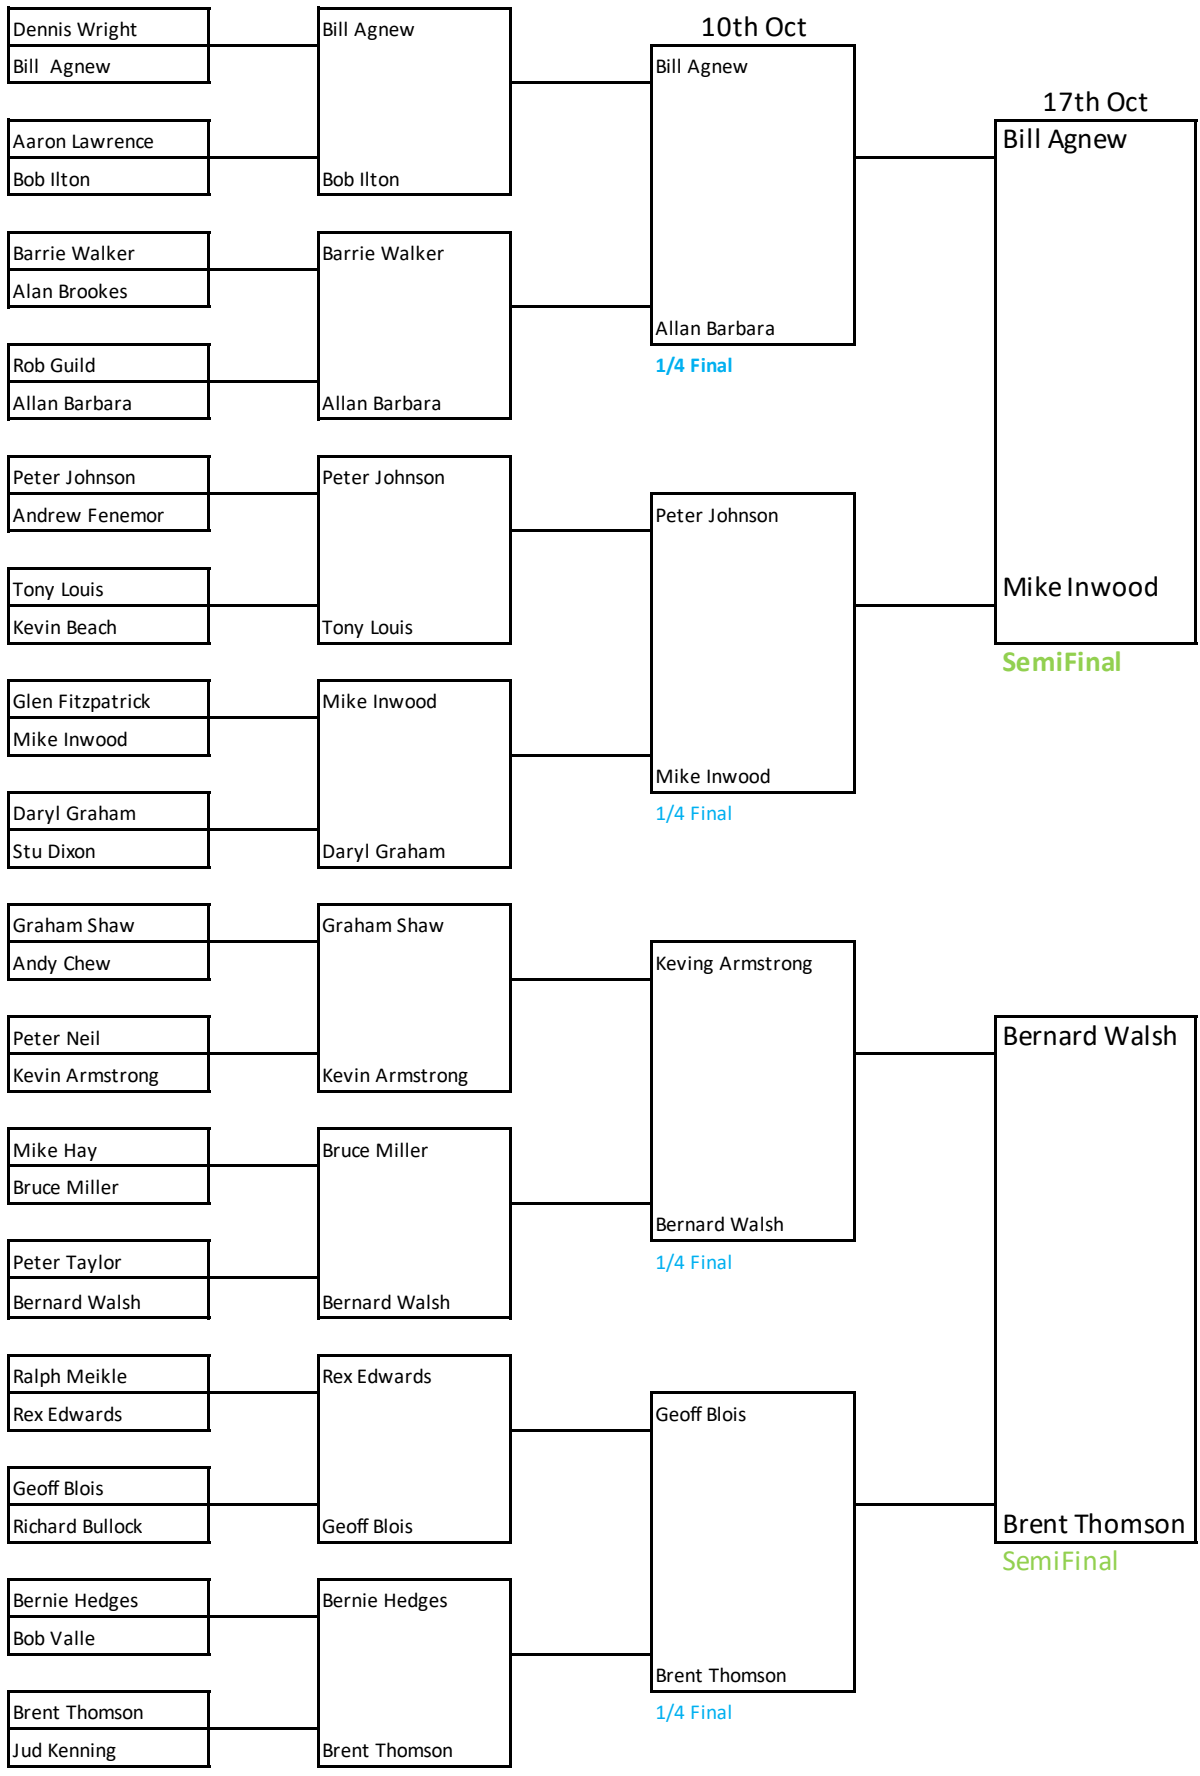 Dennis Wright
Bill  Agnew
Aaron Lawrence
Bob Ilton
Barrie Walker
Alan Brookes
Rob Guild
Allan Barbara
Peter Johnson
Andrew Fenemor
Tony Louis
Kevin Beach
Glen Fitzpatrick
Mike Inwood
Daryl Graham
Stu Dixon
Graham Shaw
Andy Chew
Peter Neil
Kevin Armstrong
Mike Hay
Bruce Miller
Peter Taylor
Bernard Walsh
Ralph Meikle
Rex Edwards
Geoff Blois
Richard Bullock
Bernie Hedges
Bob Valle
Brent Thomson
Jud Kenning
Bill Agnew
Bob Ilton
Barrie Walker
Allan Barbara
Peter Johnson
Tony Louis
Mike Inwood
Daryl Graham
Graham Shaw
Kevin Armstrong
Bruce Miller
Bernard Walsh
Rex Edwards
Geoff Blois
Bernie Hedges
Brent Thomson
10th Oct
Bill Agnew
Allan Barbara
1/4 Final
Peter Johnson
Mike Inwood
1/4 Final
Keving Armstrong
Bernard Walsh
1/4 Final
Geoff Blois
Brent Thomson
1/4 Final
17th Oct
Bill Agnew
Mike Inwood
SemiFinal
Bernard Walsh
Brent Thomson
SemiFinal